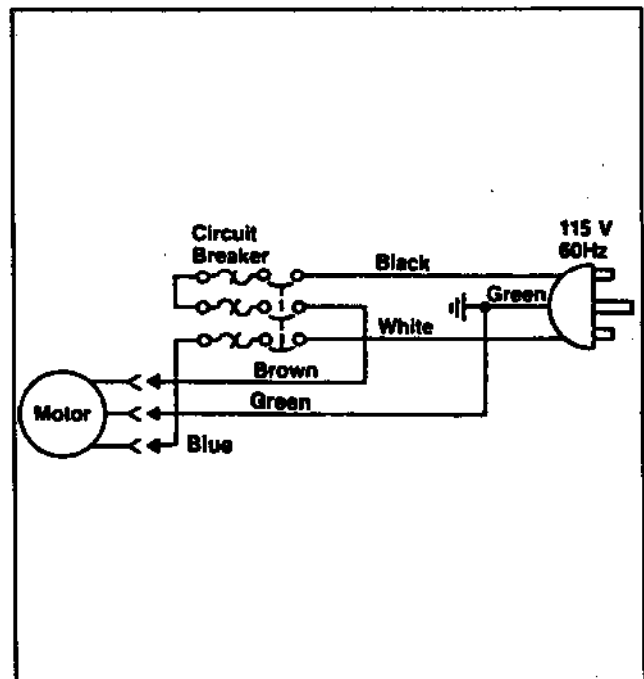 Circuit
Breaker
115 V
60Hz
Black
Green
White
Brown
Motor
Green
Blue